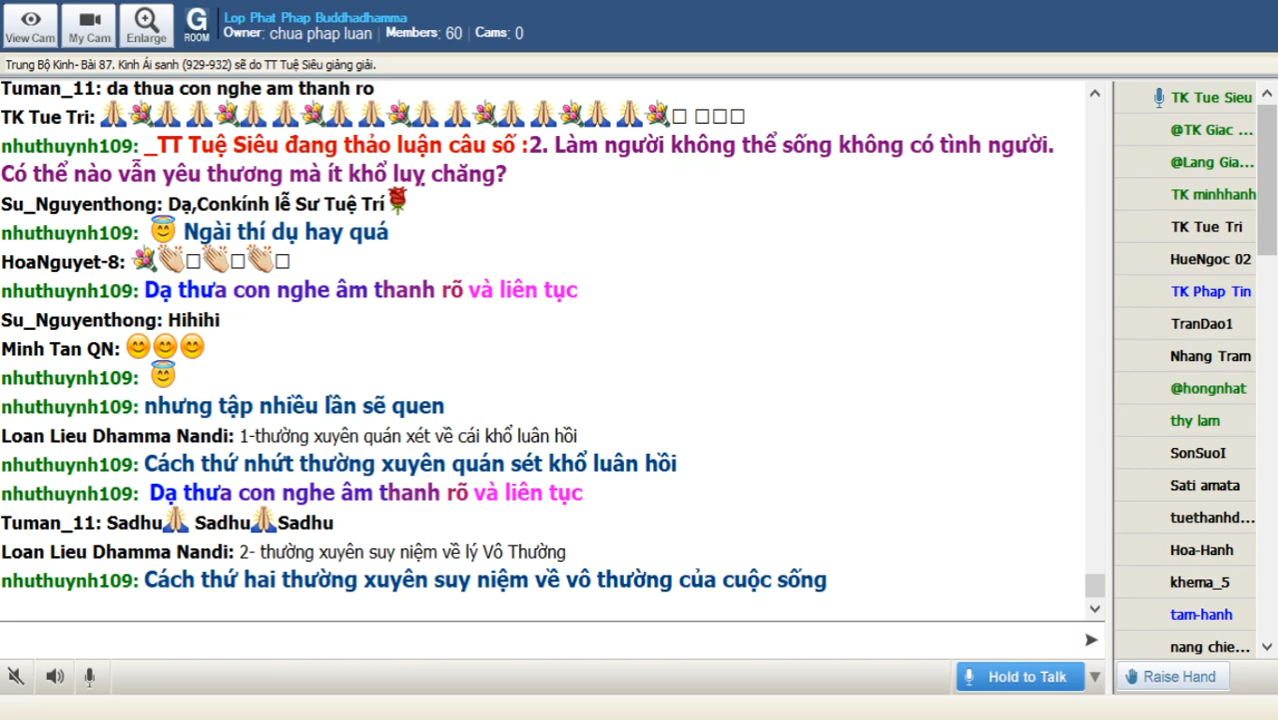 View Cam
My Cam
Enlarge
G
ROOM
Lop Phat Phap Buddhadhamma
Owner: chua phap luan | Members: 60 | Cams: 0
Trung Bộ Kinh- Bài 87. Kinh Ái sanh (929-932) sẽ do TT Tuệ Siêu giảng giải.
Tuman_11: da thua con nghe am thanh ro
TK Tue Tri:
nhuthuynh109: _TT Tuệ Siêu đang thảo luận câu số :2. Làm người không thể sống không có tình người.
Có thể nào vẫn yêu thương mà ít khổ luỵ chăng?
Su_Nguyenthong: Dạ,Conkính lễ Sư Tuệ Trí
nhuthuynh109: Ngài thí dụ hay quá
HoaNguyet-8:
nhuthuynh109: Dạ thưa con nghe âm thanh rõ và liên tục
Su_Nguyenthong: Hihihi
Minh Tan QN:
nhuthuynh109:
nhuthuynh109: nhưng tập nhiều lần sẽ quen
Loan Lieu Dhamma Nandi: 1-thường xuyên quán xét về cái khổ luân hồi
nhuthuynh109: Cách thứ nhứt thường xuyên quán sét khổ luân hồi
nhuthuynh109: Dạ thưa con nghe âm thanh rõ và liên tục
Tuman_11: Sadhu Sadhu Sadhu
Loan Lieu Dhamma Nandi: 2- thường xuyên suy niệm về lý Vô Thường
nhuthuynh109: Cách thứ hai thường xuyên suy niệm về vô thường của cuộc sống
TK Tue Sieu
@TK Giac ...
@Lang Gia...
TK minhhanh
TK Tue Tri
HueNgoc 02
TK Phap Tin
TranDao1
Nhang Tram
@hongnhat
thy lam
SonSuoI
Sati amata
tuethanhd...
Hoa-Hanh
khema_5
tam-hanh
nang chie...
Hold to Talk
Raise Hand